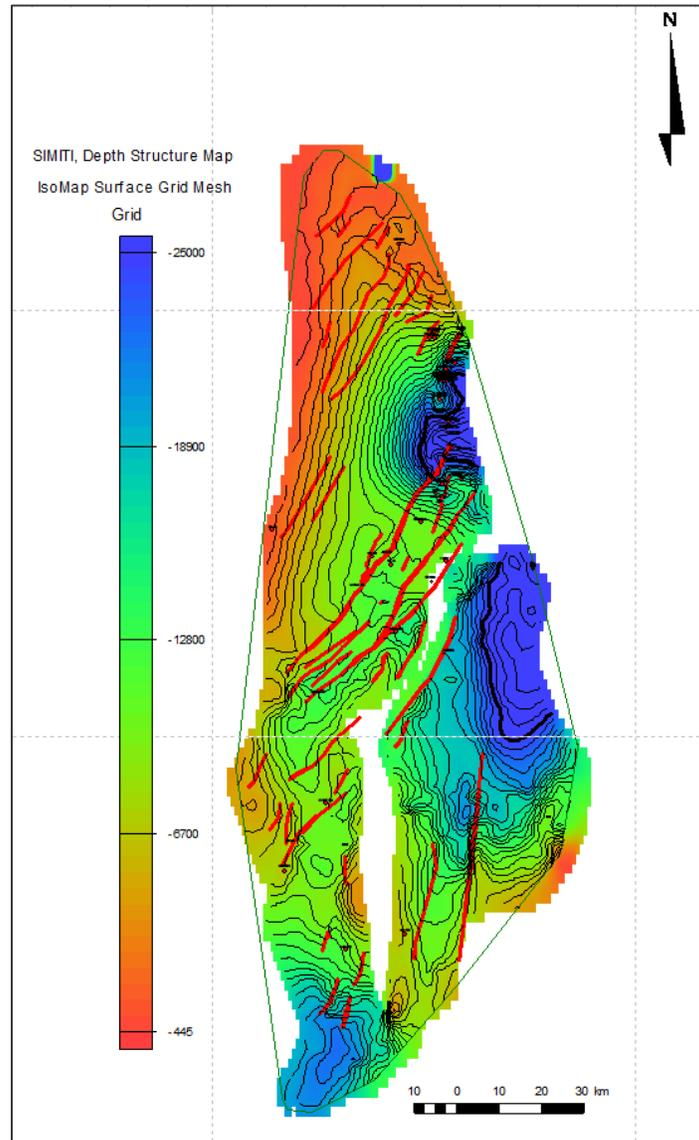 N
SIMITI, Depth Structure Map
IsoMap Surface Grid Mesh
Grid
-25000
-18900
-12800
-6700
-445
10 0 10 20 30 km